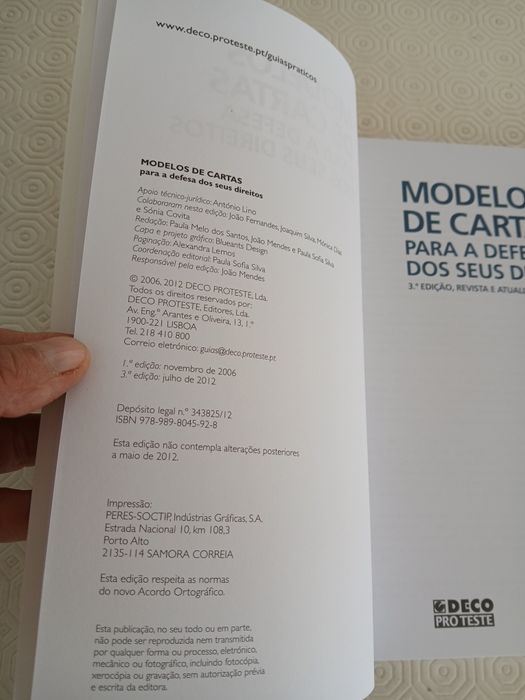 www.deco.proteste.pt/guiaspraticos
MODELOS DE CARTAS
para a defesa dos seus direitos
Apoio técnico-jurídico: António Lino
Colaboraram nesta edição: João Fernandes, Joaquim Silva, Mónica Dias
e Sónia Covita
Redação: Paula Melo dos Santos, João Mendes e Paula Sofia Silva
Capa e projeto gráfico: Blueants Design
Paginação: Alexandra Lemos
Coordenação editorial: Paula Sofia Silva
Responsável pela edição: João Mendes
© 2006, 2012 DECO PROTESTE, Lda.
Todos os direitos reservados por:
DECO PROTESTE, Editores, Lda.
Av. Eng.º Arantes e Oliveira, 13, 1.º
1900-221 LISBOA
Tel. 218 410 800
Correio eletrónico: guias@deco.proteste.pt
1.ª edição: novembro de 2006
3.ª edição: julho de 2012
Depósito legal n.º 343825/12
ISBN 978-989-8045-92-8
Esta edição não contempla alterações posteriores
a maio de 2012.
Impressão:
PERES-SOCTIP, Indústrias Gráficas, S.A.
Estrada Nacional 10, km 108,3
Porto Alto
2135-114 SAMORA CORREIA
Esta edição respeita as normas
do novo Acordo Ortográfico.
Esta publicação, no seu todo ou em parte,
não pode ser reproduzida nem transmitida
por qualquer forma ou processo, eletrónico,
mecânico ou fotográfico, incluindo fotocópia,
xerocópia ou gravação, sem autorização prévia
e escrita da editora.
MODELO
DE CART
PARA A DEFE
DOS SEUS D
3.ª EDIÇÃO, REVISTA E ATUALI
DECO
PROTESTE